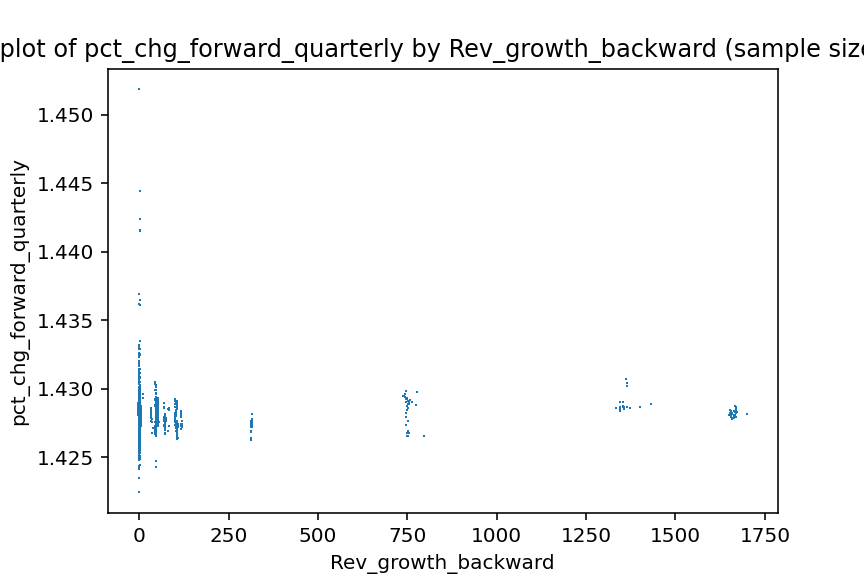 plot of pct_chg_forward_quarterly by Rev_growth_backward (sample size
1.450
1.445
1.440
1.435
1.430
1.425
pct_chg_forward_quarterly
0 250 500 750 1000 1250 1500 1750
Rev_growth_backward